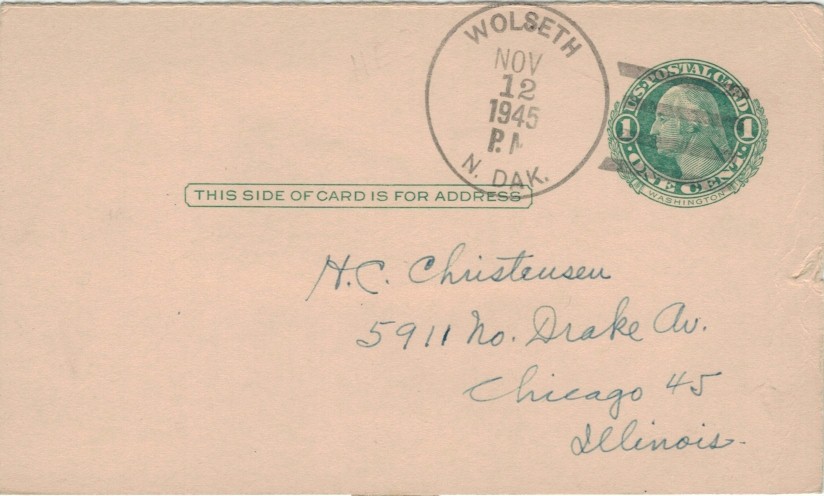 WOLSETH
NOV
12
1945
P.M
N. DAK.
U.S. POSTAL CARD
1 1
ONE CENT
WASHINGTON
THIS SIDE OF CARD IS FOR ADDRESS
H.C. Christensen
5911 No. Drake Av.
Chicago 45
Illinois.